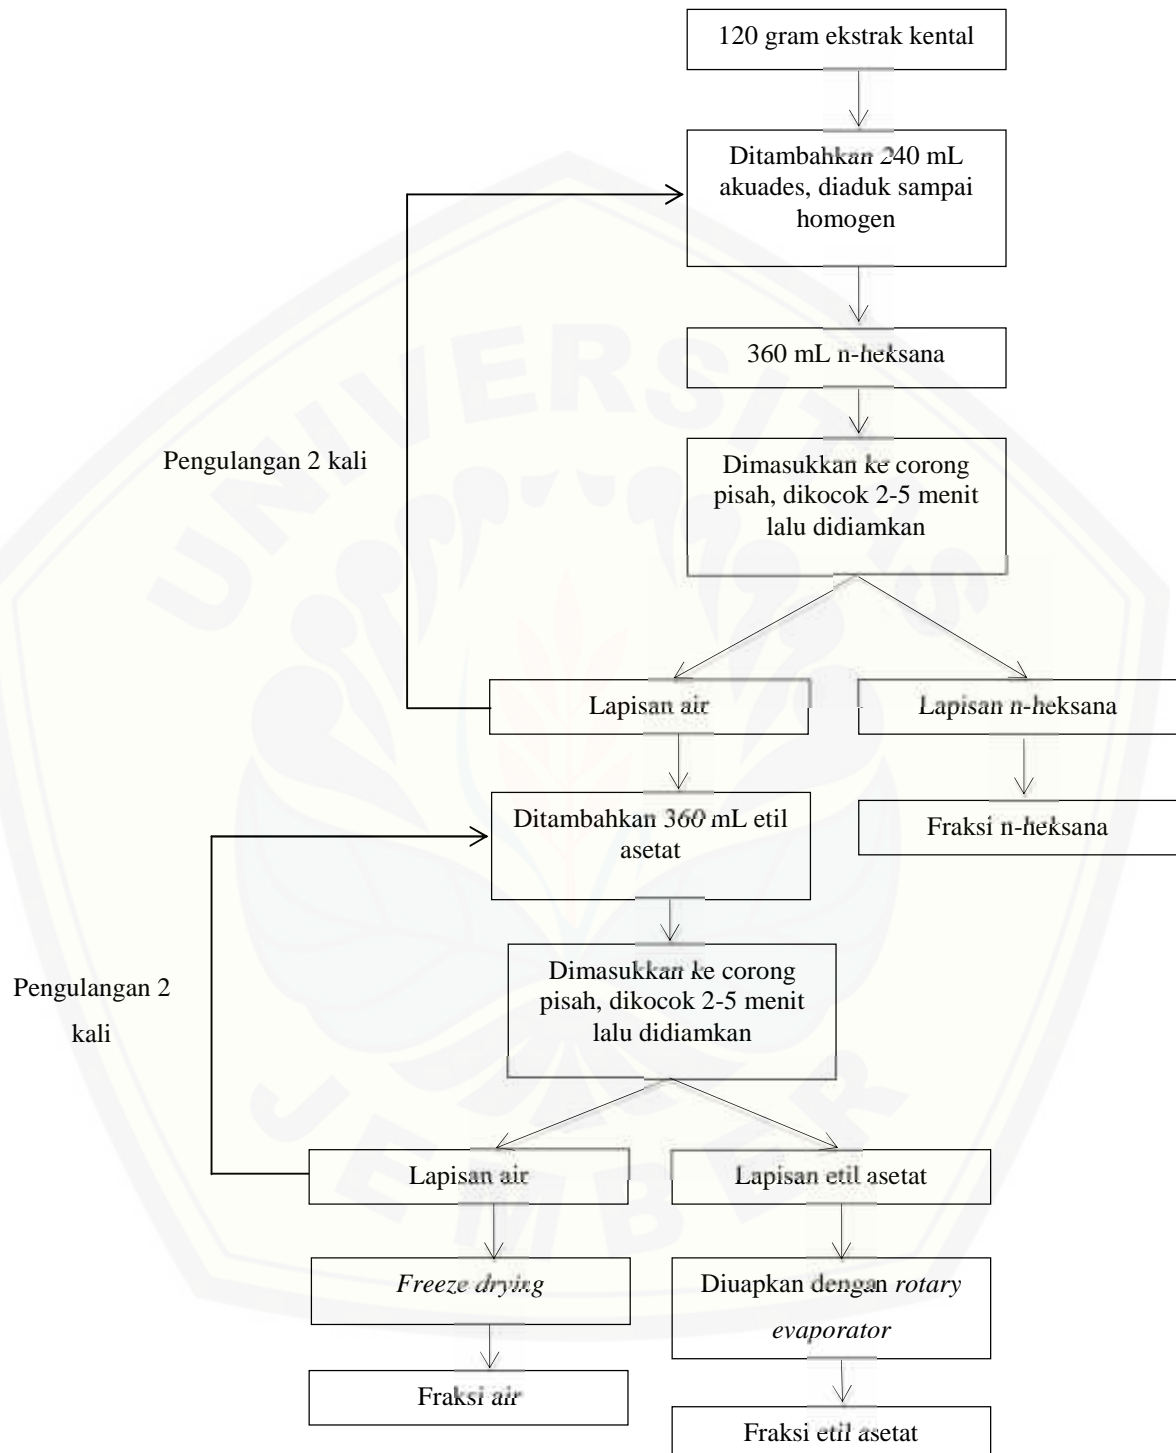 120 gram ekstrak kental
Ditambahkan 240 mL
akuades, diaduk sampai
homogen
360 mL n-heksana
Pengulangan 2 kali
Dimasukkan ke corong
pisah, dikocok 2-5 menit
lalu didiamkan
Lapisan air
Lapisan n-heksana
Ditambahkan 360 mL etil
asetat
Fraksi n-heksana
Pengulangan 2
kali
Dimasukkan ke corong
pisah, dikocok 2-5 menit
lalu didiamkan
Lapisan air
Lapisan etil asetat
Freeze drying
Diuapkan dengan rotary
evaporator
Fraksi air
Fraksi etil asetat
UNIVERSITAS
JEMBER